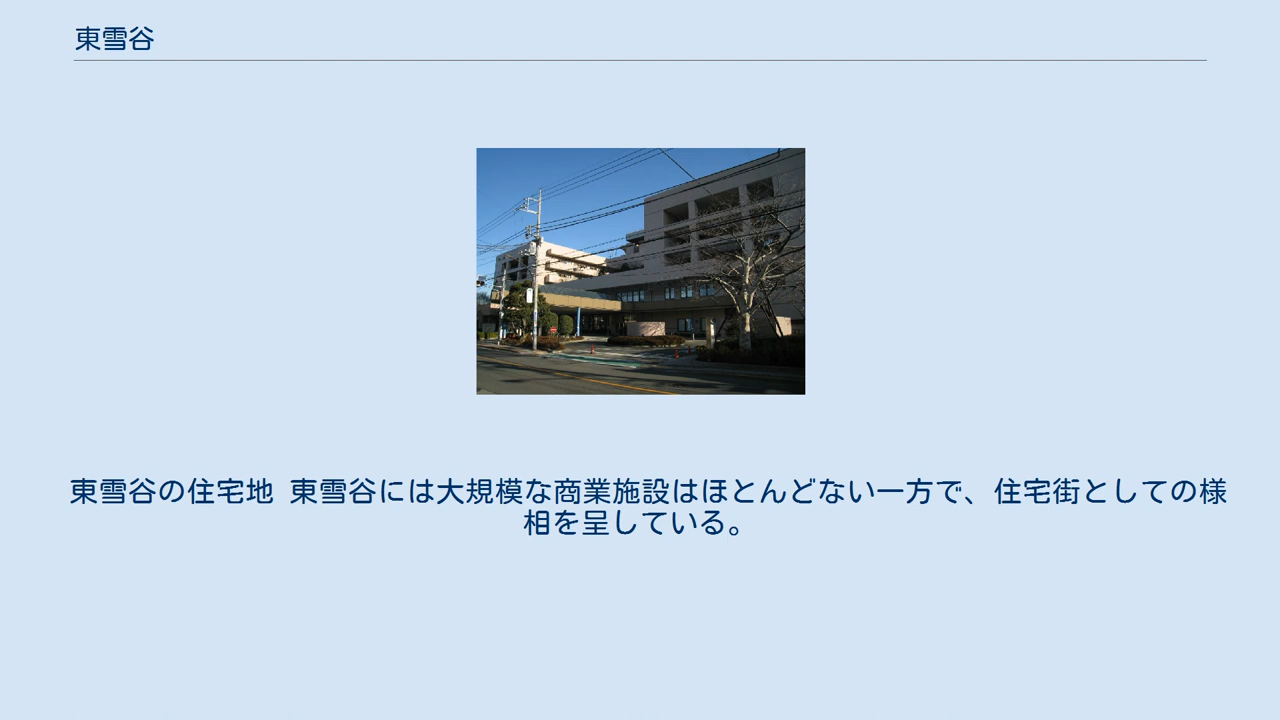 東雪谷
東雪谷の住宅地 東雪谷には大規模な商業施設はほとんどない一方で、住宅街としての様
相を呈している。